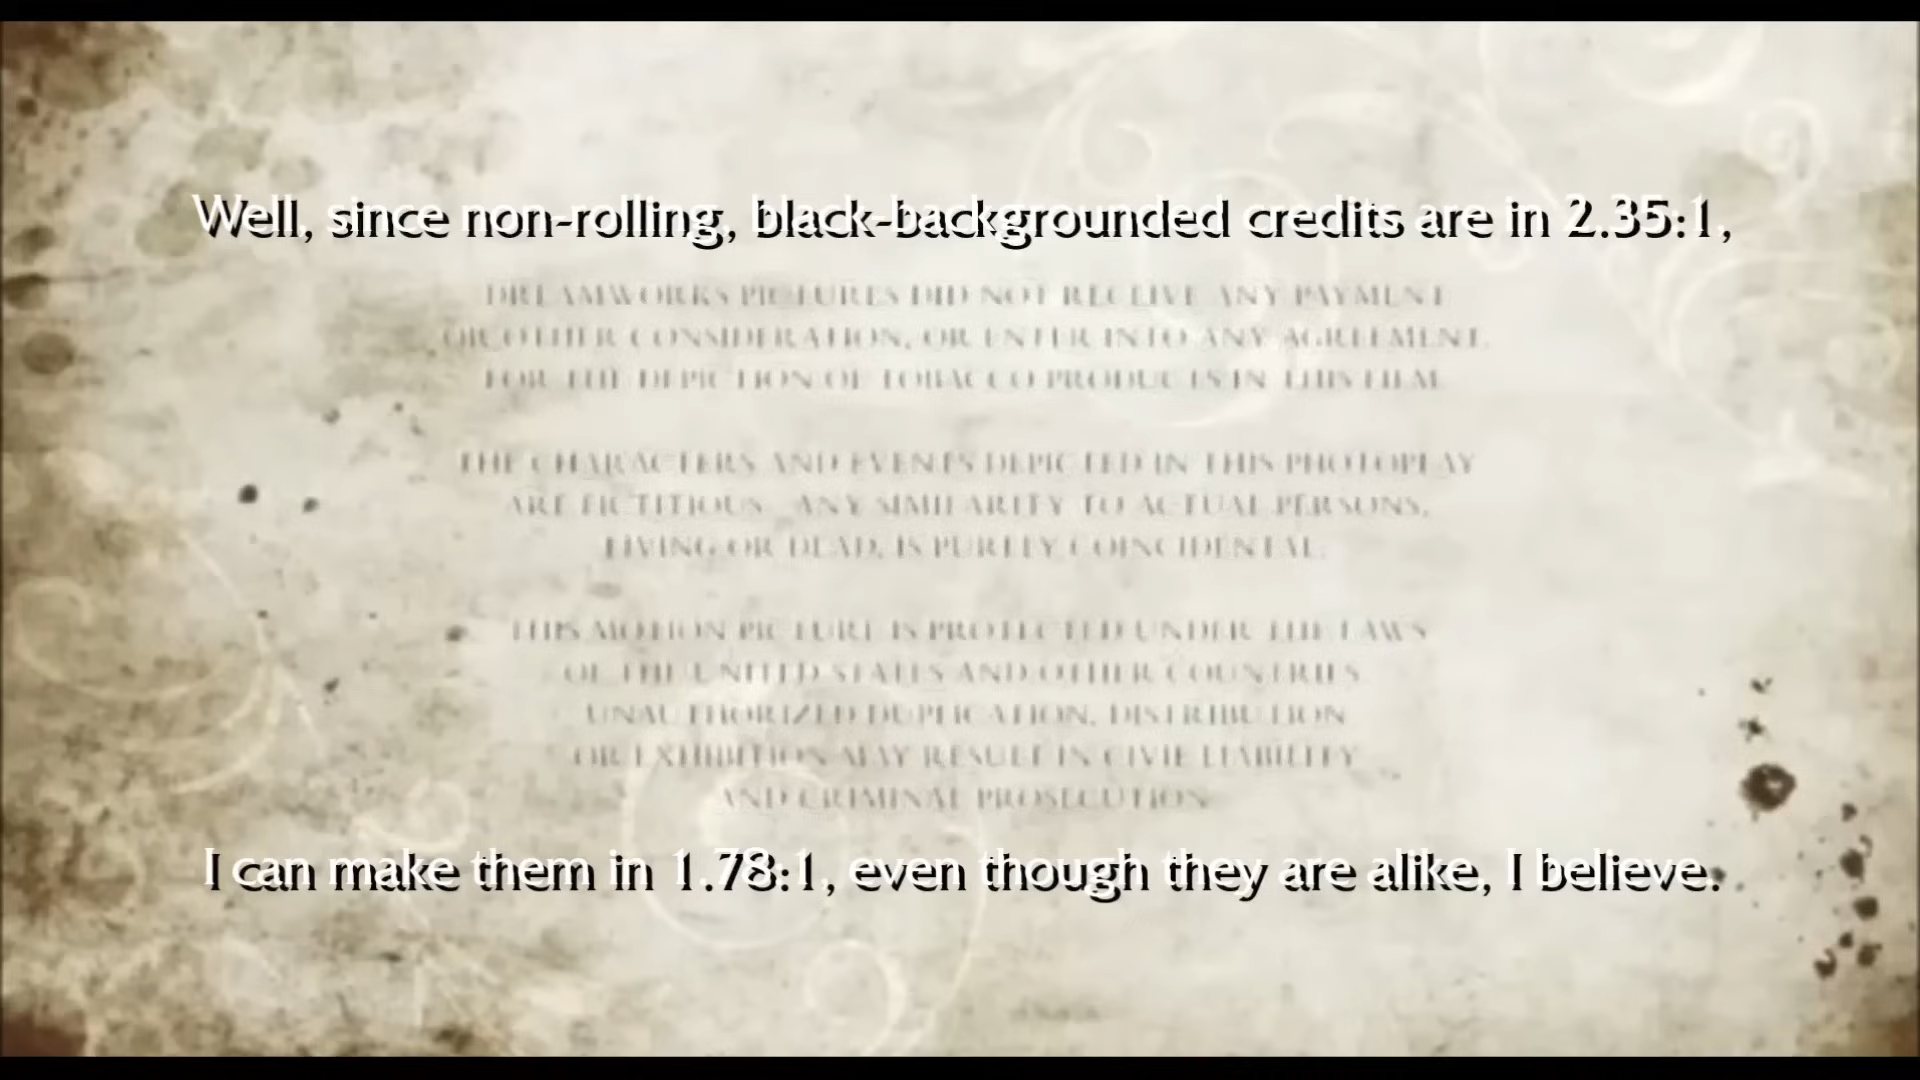 Well, since non-rolling, black-backgrounded credits are in 2.35:1,
DREAMWORKS PICTURES DID NOT RECEIVE ANY PAYMENT
OR OTHER CONSIDERATION, OR ENTER INTO ANY AGREEMENT,
FOR THE DEPICTION OF TOBACCO PRODUCTS IN THIS FILM.
THE CHARACTERS AND EVENTS DEPICTED IN THIS PHOTOPLAY
ARE FICTITIOUS. ANY SIMILARITY TO ACTUAL PERSONS,
LIVING OR DEAD, IS PURELY COINCIDENTAL.
THIS MOTION PICTURE IS PROTECTED UNDER THE LAWS
OF THE UNITED STATES AND OTHER COUNTRIES
UNAUTHORIZED DUPLICATION, DISTRIBUTION
OR EXHIBITION MAY RESULT IN CIVIL LIABILITY
AND CRIMINAL PROSECUTION
I can make them in 1.78:1, even though they are alike, I believe.